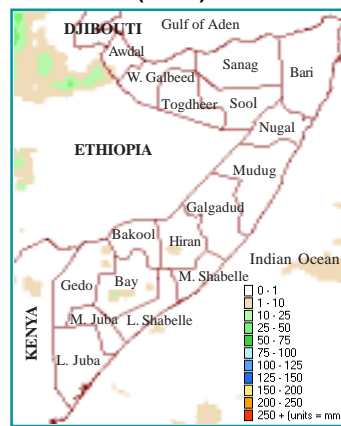 DJIBOUTI
Gulf of Aden
Awdal
W. Galbeed
Sanag
Bari
Togdheer
Sool
Nugal
ETHIOPIA
Mudug
Galgadud
Bakool
Hiran
Indian Ocean
Gedo
Bay
M. Shabelle
M. Juba
L. Shabelle
KENYA
L. Juba
0 - 1
1 - 10
10 - 25
25 - 50
50 - 75
75 - 100
100 - 125
125 - 150
150 - 200
200 - 250
250 + (units = mm